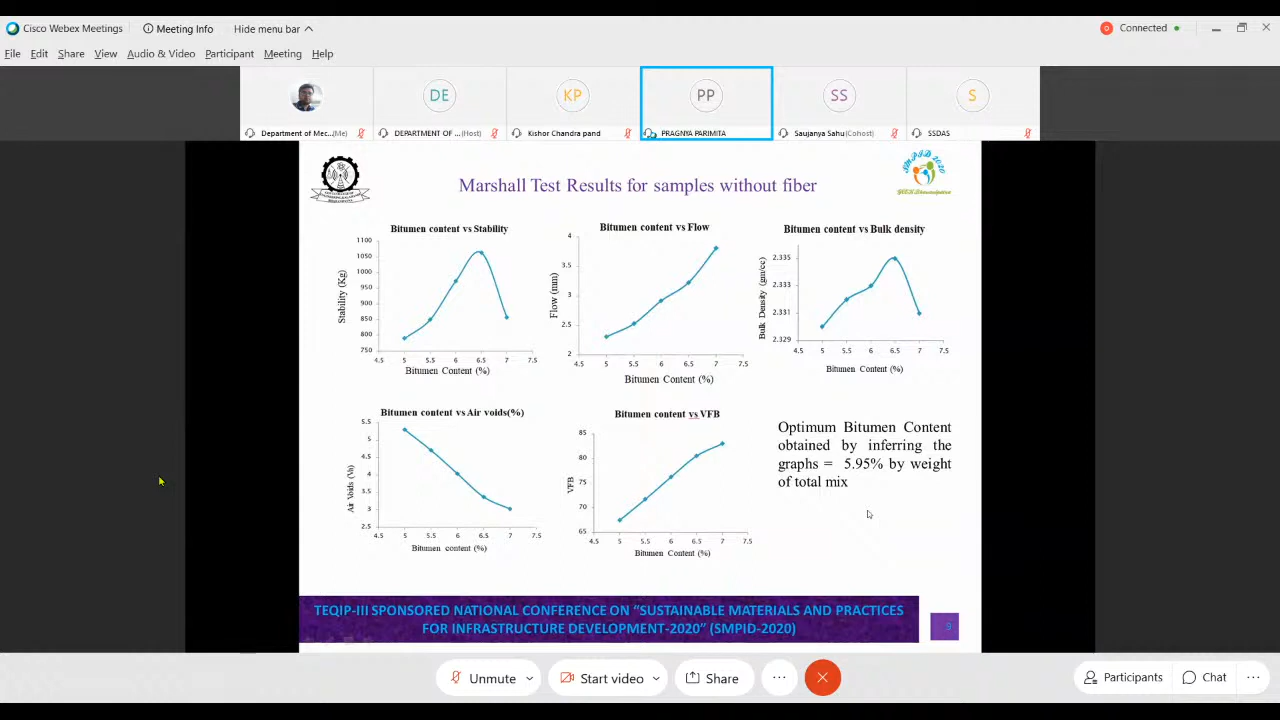 Cisco Webex Meetings Meeting Info Hide menu bar Connected
File Edit Share View Audio & Video Participant Meeting Help
DE KP PP SS S
Department of Mec...(Me) DEPARTMENT OF ...(Host) Kishor Chandra pand PRAGNYA PARIMITA Saujanya Sahu(Cohost) SSDAS
SMPID 2020
Marshall Test Results for samples without fiber
Bitumen content vs Stability
Stability (Kg)
1100
1050
1000
950
900
850
800
750
4.5 5 5.5 6 6.5 7 7.5
Bitumen Content (%)
Bitumen content vs Flow
Flow (mm)
4
3.5
3
2.5
2
4.5 5 5.5 6 6.5 7 7.5
Bitumen Content (%)
Bitumen content vs Bulk density
Bulk Density (gm/cc)
2.335
2.333
2.331
2.329
4.5 5 5.5 6 6.5 7 7.5
Bitumen Content (%)
Bitumen content vs Air voids(%)
5.5
5
4.5
4
3.5
3
2.5
4.5 5 5.5 6 6.5 7 7.5
Bitumen content (%)
Bitumen content vs VFB
VFB
85
80
75
70
65
4.5 5 5.5 6 6.5 7 7.5
Bitumen Content (%)
Optimum Bitumen Content
obtained by inferring the
graphs = 5.95% by weight
of total mix
TEQIP-III SPONSORED NATIONAL CONFERENCE ON “SUSTAINABLE MATERIALS AND PRACTICES
FOR INFRASTRUCTURE DEVELOPMENT-2020” (SMPID-2020)
9
Unmute Start video Share Participants Chat